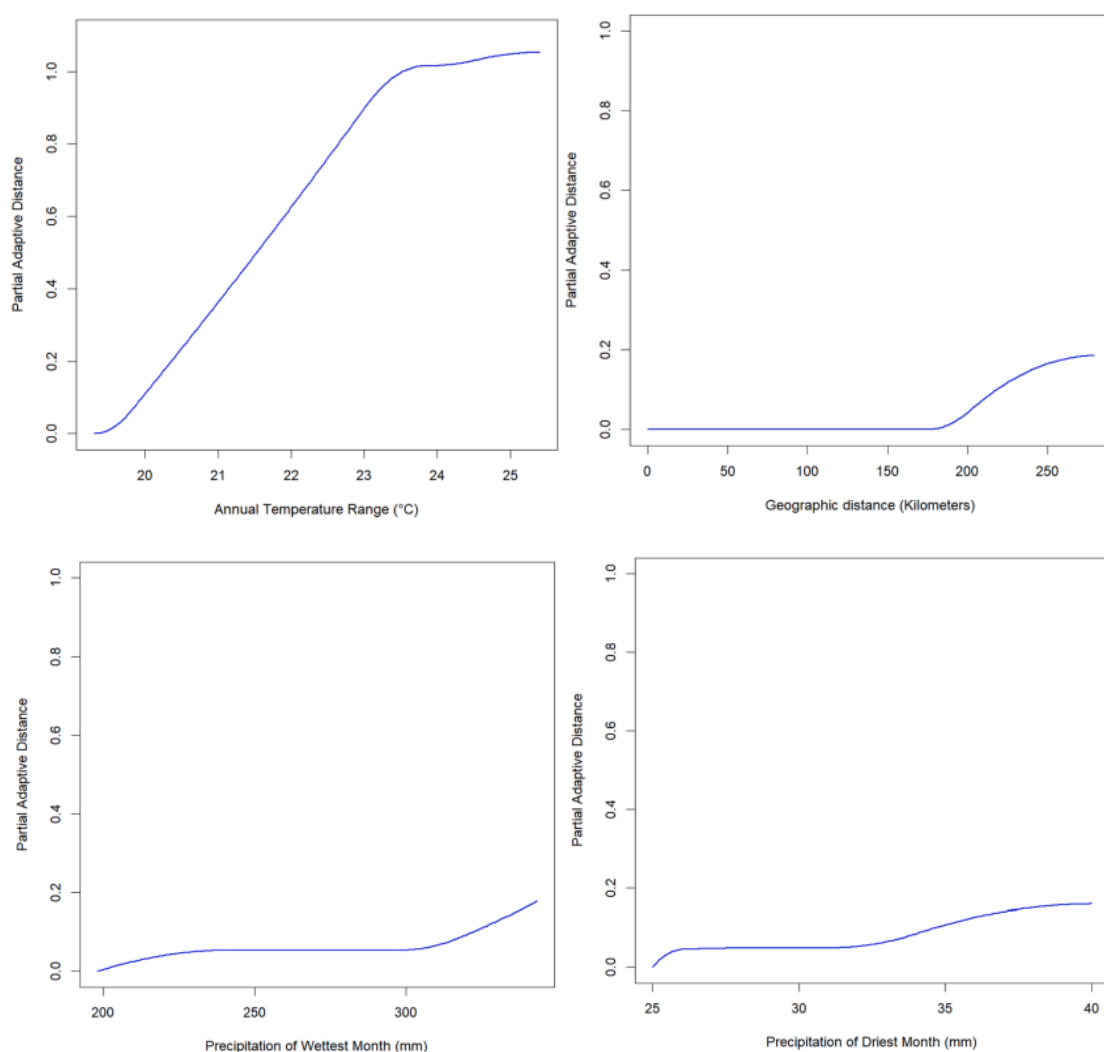 Partial Adaptive Distance
1.0
0.8
0.6
0.4
0.2
0.0
20 21 22 23 24 25
Annual Temperature Range (°C)
Partial Adaptive Distance
1.0
0.8
0.6
0.4
0.2
0.0
0 50 100 150 200 250
Geographic distance (Kilometers)
Partial Adaptive Distance
1.0
0.8
0.6
0.4
0.2
0.0
200 250 300
Precipitation of Wettest Month (mm)
Partial Adaptive Distance
1.0
0.8
0.6
0.4
0.2
0.0
25 30 35 40
Precipitation of Driest Month (mm)